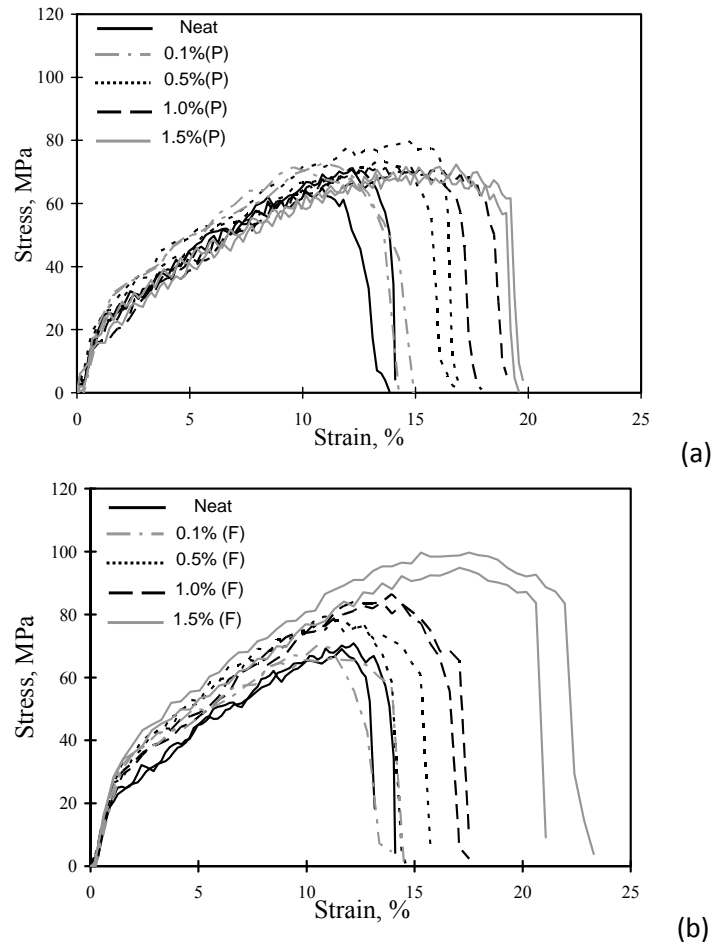 120
100
80
60
40
20
0
Stress, MPa
Neat
0.1%(P)
0.5%(P)
1.0%(P)
1.5%(P)
0 5 10 15 20 25
Strain, %
(a)
120
100
80
60
40
20
0
Stress, MPa
Neat
0.1% (F)
0.5% (F)
1.0% (F)
1.5% (F)
0 5 10 15 20 25
Strain, %
(b)